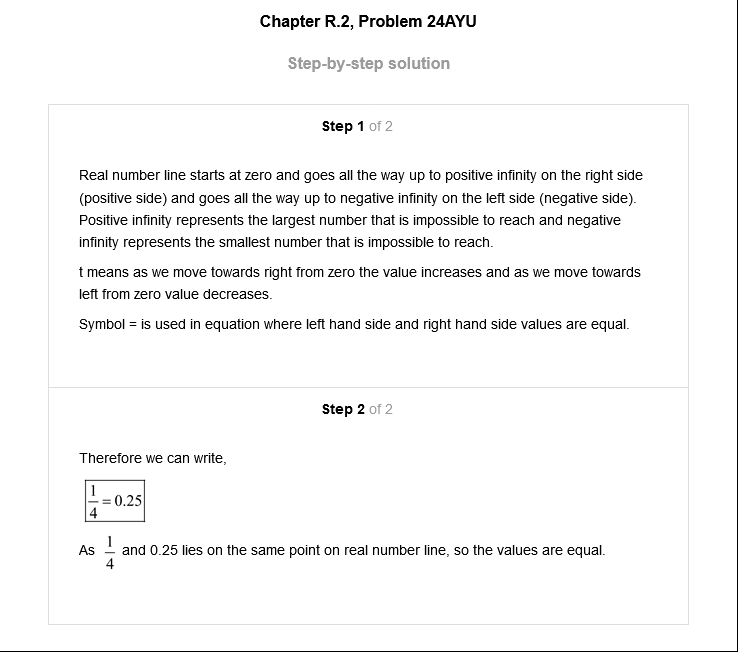 Chapter R.2, Problem 24AYU
Step-by-step solution
Step 1 of 2
Real number line starts at zero and goes all the way up to positive infinity on the right side
(positive side) and goes all the way up to negative infinity on the left side (negative side).
Positive infinity represents the largest number that is impossible to reach and negative
infinity represents the smallest number that is impossible to reach.
t means as we move towards right from zero the value increases and as we move towards
left from zero value decreases.
Symbol = is used in equation where left hand side and right hand side values are equal.
Step 2 of 2
Therefore we can write,
1/4 = 0.25
As 1/4 and 0.25 lies on the same point on real number line, so the values are equal.